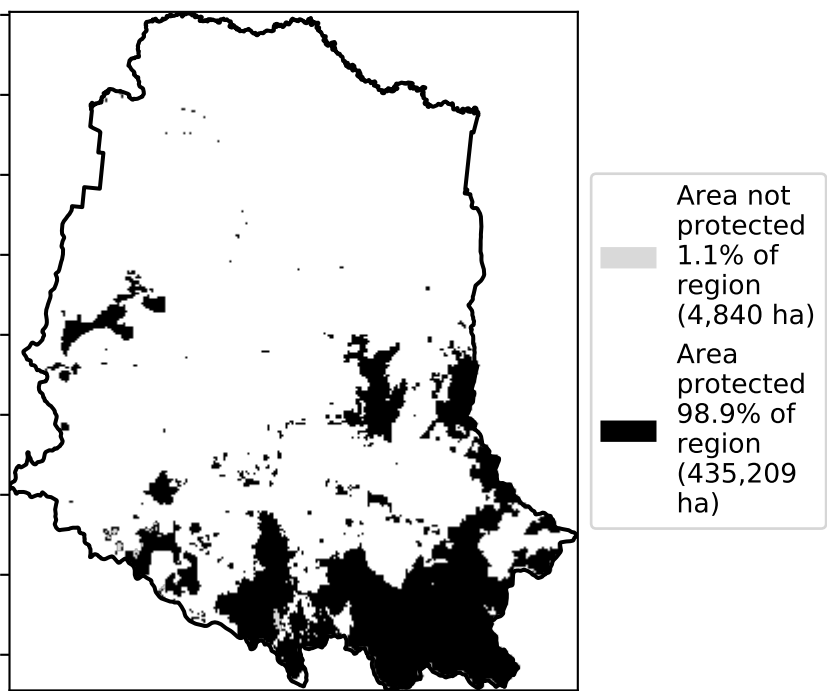 Area not
protected
1.1% of
region
(4,840 ha)
Area
protected
98.9% of
region
(435,209
ha)